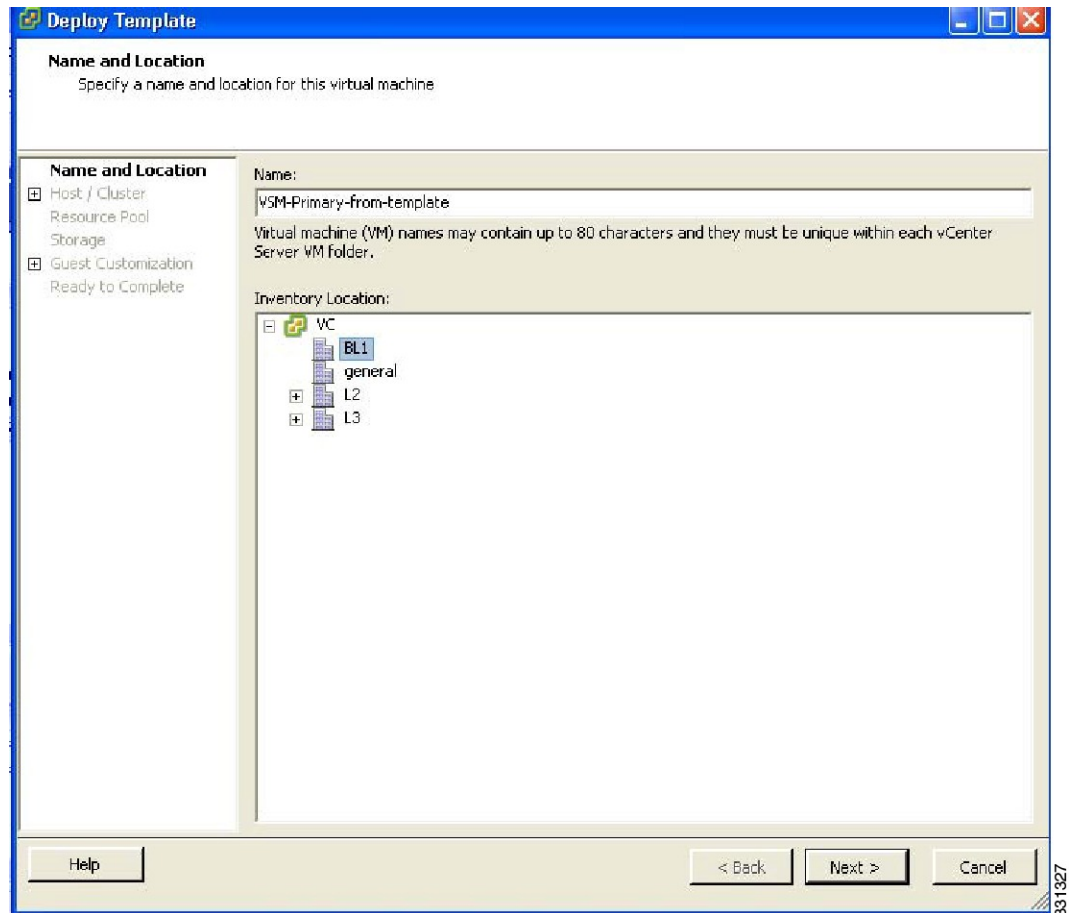 Deploy Template
Name and Location
Specify a name and location for this virtual machine
Name and Location
Host / Cluster
Resource Pool
Storage
Guest Customization
Ready to Complete
Name:
VSM-Primary-from-template
Virtual machine (VM) names may contain up to 80 characters and they must be unique within each vCenter
Server VM folder.
Inventory Location:
VC
BL1
general
L2
L3
Help
< Back
Next >
Cancel
331327